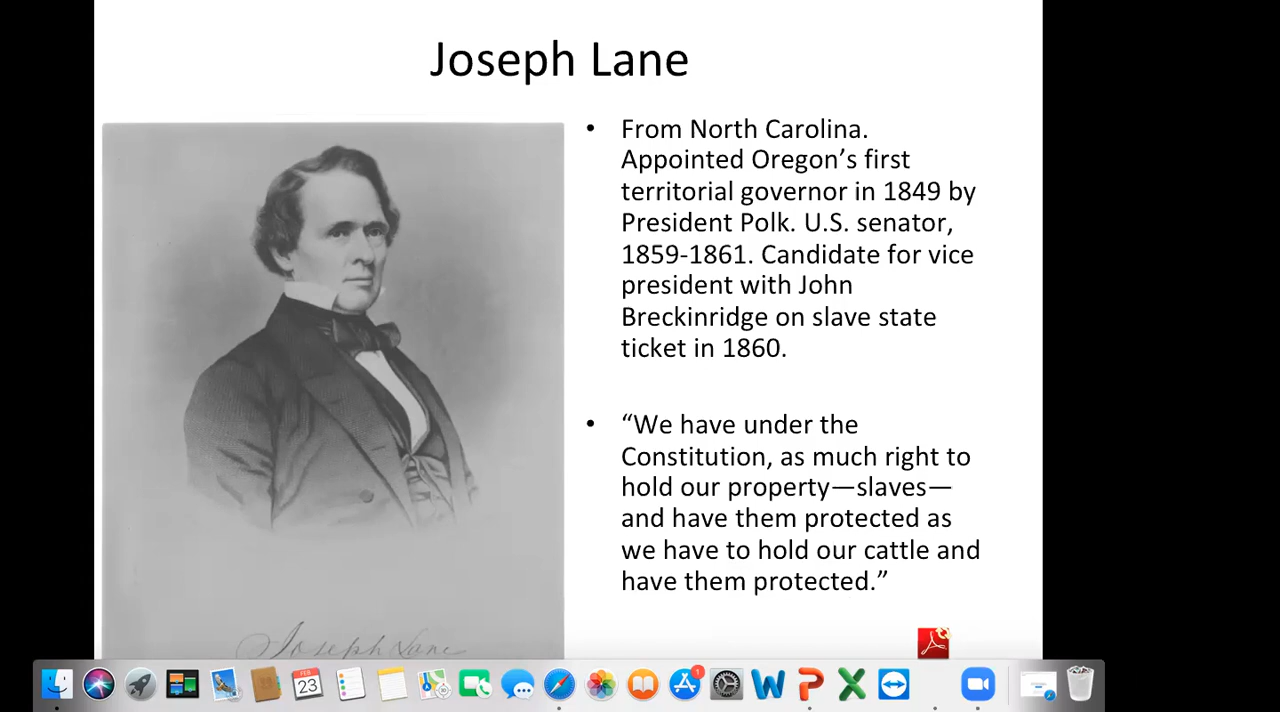 Joseph Lane
• From North Carolina.
Appointed Oregon’s first
territorial governor in 1849 by
President Polk. U.S. senator,
1859-1861. Candidate for vice
president with John
Breckinridge on slave state
ticket in 1860.
• “We have under the
Constitution, as much right to
hold our property—slaves—
and have them protected as
we have to hold our cattle and
have them protected.”
Joseph Lane
FEB
23
1